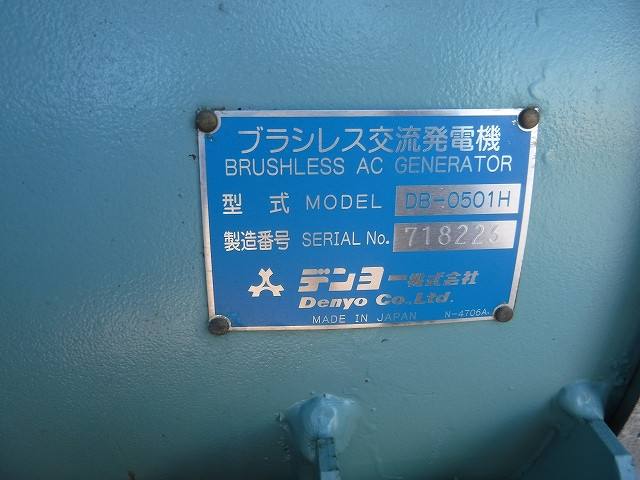 ブラシレス交流発電機
BRUSHLESS AC GENERATOR
型式 MODEL DB-0501H
製造番号 SERIAL No. 718226
デンヨー株式会社
Denyo Co.Ltd.
MADE IN JAPAN N-4706A